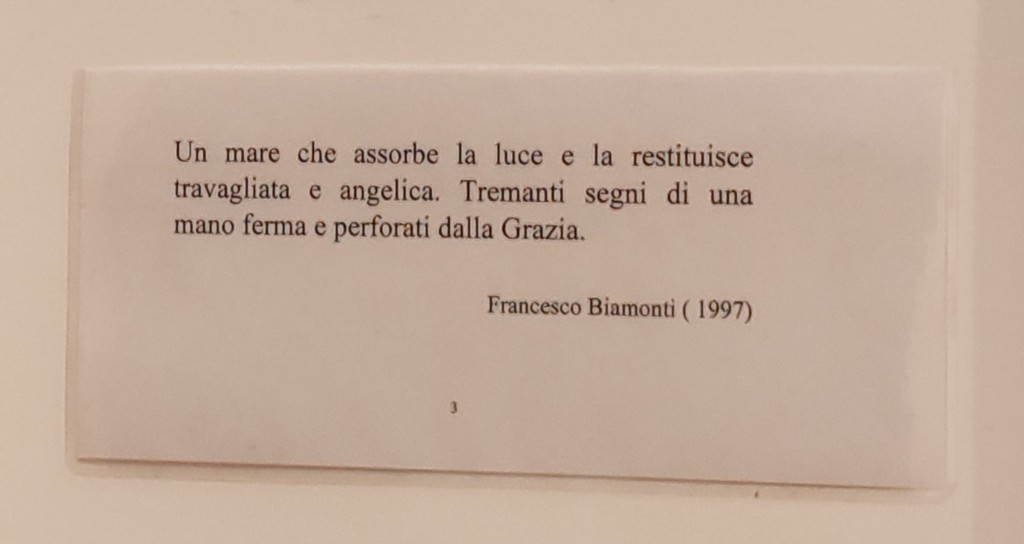 Un mare che assorbe la luce e la restituisce
travagliata e angelica. Tremanti segni di una
mano ferma e perforati dalla Grazia.
Francesco Biamonti ( 1997)
3